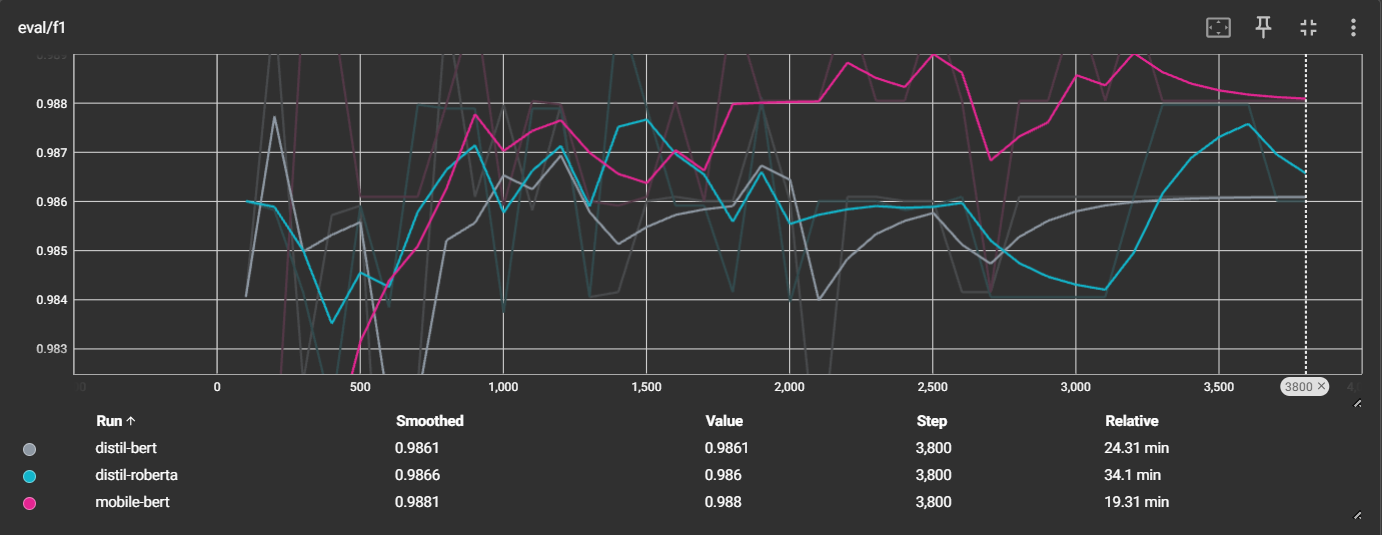 eval/f1
0.989
0.988
0.987
0.986
0.985
0.984
0.983
0 500 1,000 1,500 2,000 2,500 3,000 3,500 3800 ✕
Run ↑ Smoothed Value Step Relative
distil-bert 0.9861 0.9861 3,800 24.31 min
distil-roberta 0.9866 0.986 3,800 34.1 min
mobile-bert 0.9881 0.988 3,800 19.31 min